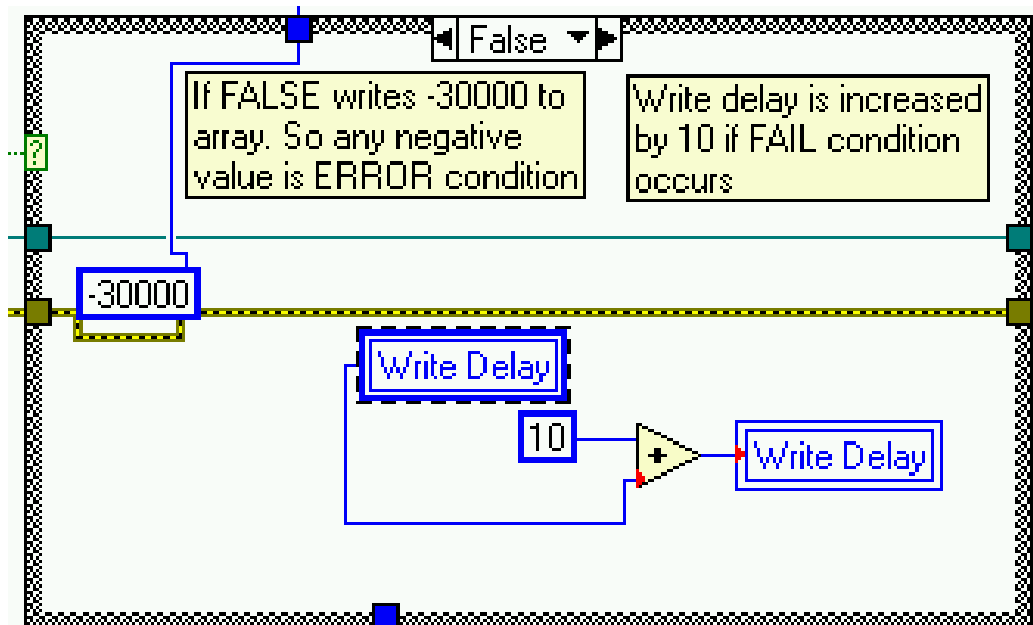 False
If FALSE writes -30000 to
array. So any negative
value is ERROR condition
Write delay is increased
by 10 if FAIL condition
occurs
?
-30000
Write Delay
10
+
Write Delay